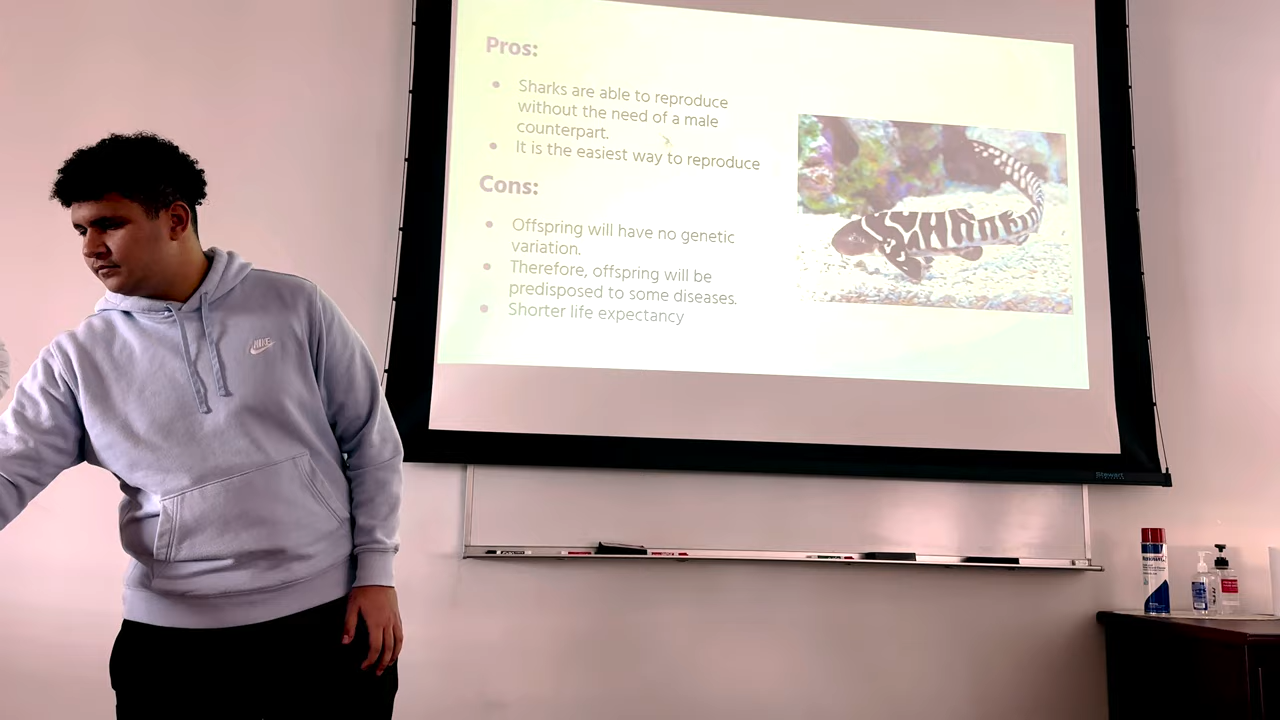 Pros:
Sharks are able to reproduce
without the need of a male
counterpart.
It is the easiest way to reproduce
Cons:
Offspring will have no genetic
variation.
Therefore, offspring will be
predisposed to some diseases.
Shorter life expectancy
NIKE
Stewart